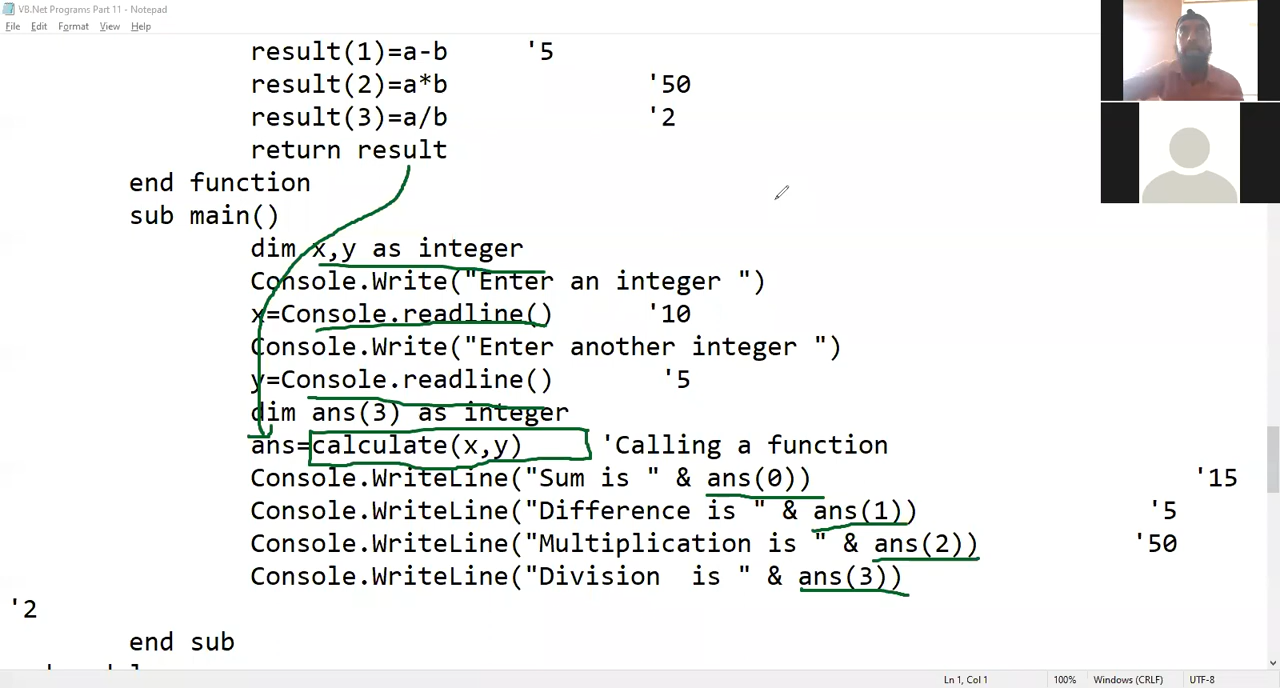 VB.Net Programs Part 11 - Notepad
File Edit Format View Help
result(1)=a-b '5
result(2)=a*b '50
result(3)=a/b '2
return result
end function
sub main()
dim x,y as integer
Console.Write("Enter an integer ")
x=Console.readline() '10
Console.Write("Enter another integer ")
y=Console.readline() '5
dim ans(3) as integer
ans=calculate(x,y) 'Calling a function
Console.WriteLine("Sum is " & ans(0)) '15
Console.WriteLine("Difference is " & ans(1)) '5
Console.WriteLine("Multiplication is " & ans(2)) '50
Console.WriteLine("Division  is " & ans(3))
'2
end sub
Ln 1, Col 1 100% Windows (CRLF) UTF-8